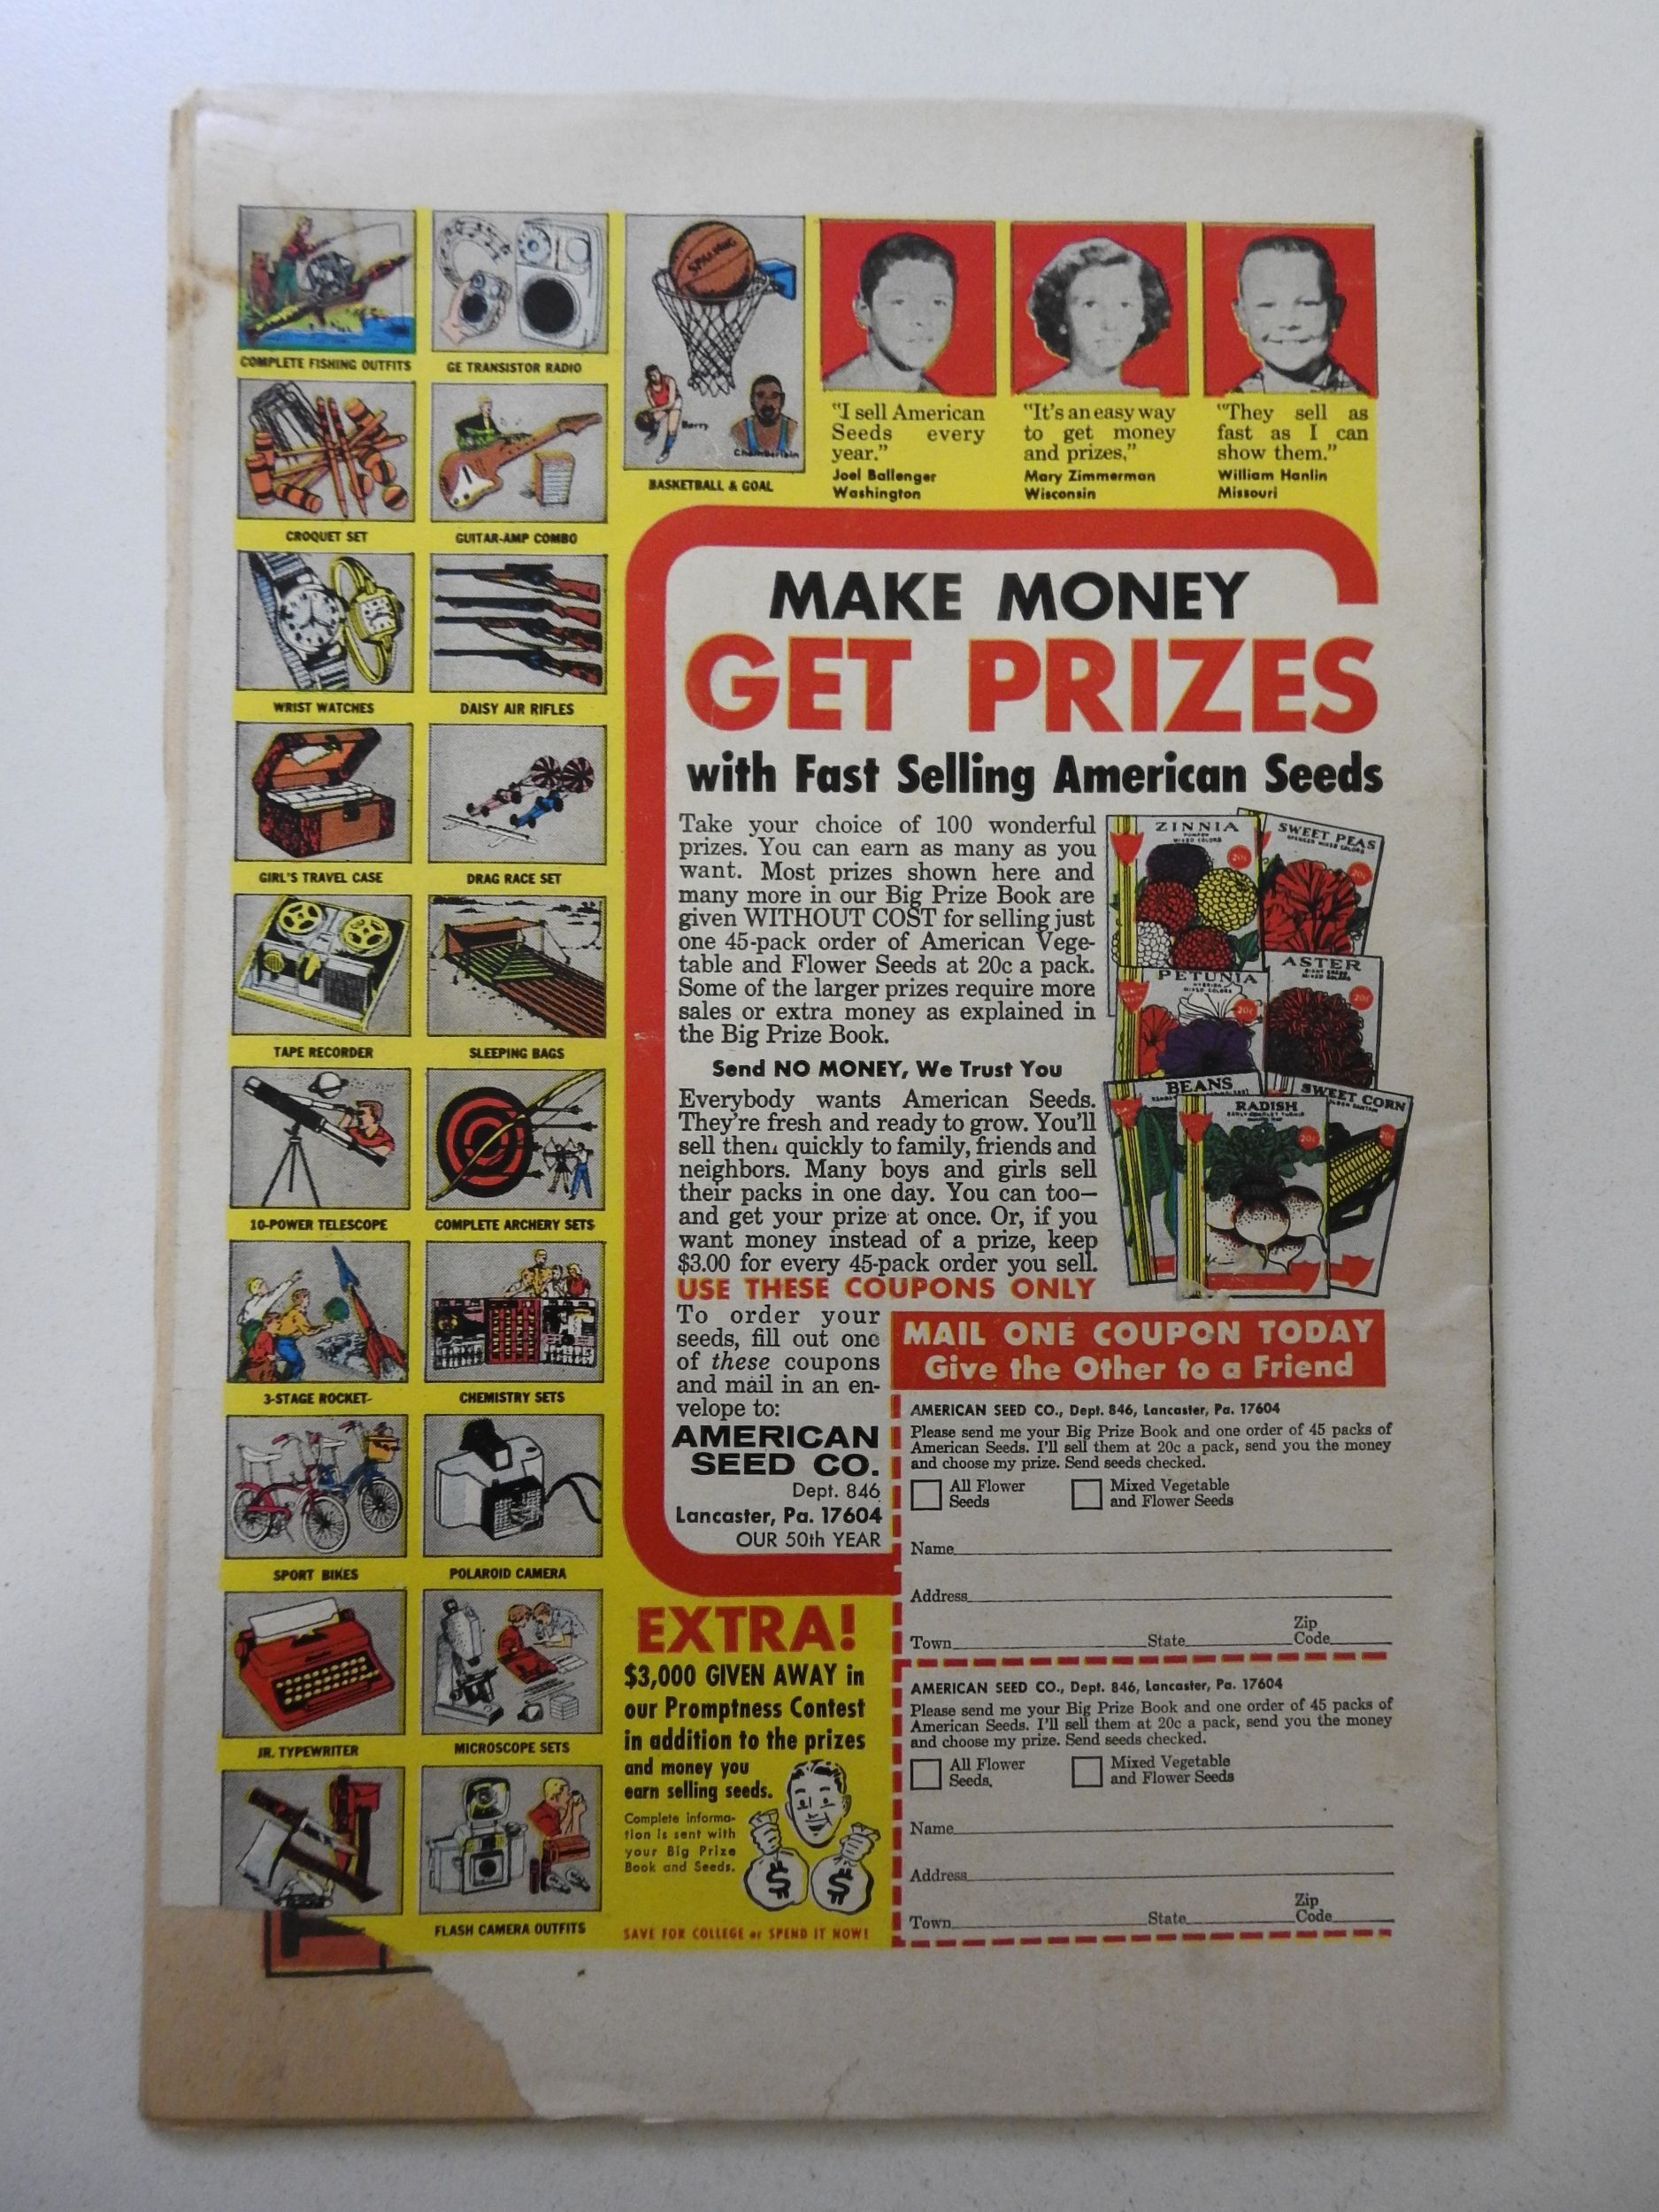 COMPLETE FISHING OUTFITS
GE TRANSISTOR RADIO
SPALDING
Barry
Chamberlain
BASKETBALL & GOAL
CROQUET SET
GUITAR-AMP COMBO
WRIST WATCHES
DAISY AIR RIFLES
GIRL'S TRAVEL CASE
DRAG RACE SET
TAPE RECORDER
SLEEPING BAGS
10-POWER TELESCOPE
COMPLETE ARCHERY SETS
3-STAGE ROCKET
CHEMISTRY SETS
SPORT BIKES
POLAROID CAMERA
JR. TYPEWRITER
MICROSCOPE SETS
FLASH CAMERA OUTFITS
"I sell American
Seeds every
year."
Joel Ballenger
Washington
"It's an easy way
to get money
and prizes,"
Mary Zimmerman
Wisconsin
"They sell as
fast as I can
show them."
William Hanlin
Missouri
MAKE MONEY
GET PRIZES
with Fast Selling American Seeds
Take your choice of 100 wonderful
prizes. You can earn as many as you
want. Most prizes shown here and
many more in our Big Prize Book are
given WITHOUT COST for selling just
one 45-pack order of American Vege-
table and Flower Seeds at 20c a pack.
Some of the larger prizes require more
sales or extra money as explained in
the Big Prize Book.
Send NO MONEY, We Trust You
Everybody wants American Seeds.
They're fresh and ready to grow. You'll
sell them quickly to family, friends and
neighbors. Many boys and girls sell
their packs in one day. You can too—
and get your prize at once. Or, if you
want money instead of a prize, keep
$3.00 for every 45-pack order you sell.
USE THESE COUPONS ONLY
To order your
seeds, fill out one
of these coupons
and mail in an en-
velope to:
AMERICAN
SEED CO.
Dept. 846
Lancaster, Pa. 17604
OUR 50th YEAR
ZINNIA
MIXED COLORS
20c
SWEET PEAS
SPENCER MIXED COLORS
20c
PETUNIA
MIXED COLORS
20c
ASTER
MIXED COLORS
20c
BEANS
SWEET CORN
20c
RADISH
20c
MAIL ONE COUPON TODAY
Give the Other to a Friend
AMERICAN SEED CO., Dept. 846, Lancaster, Pa. 17604
Please send me your Big Prize Book and one order of 45 packs of
American Seeds. I'll sell them at 20c a pack, send you the money
and choose my prize. Send seeds checked.
All Flower
Seeds
Mixed Vegetable
and Flower Seeds
Name
Address
Town State Zip
Code
AMERICAN SEED CO., Dept. 846, Lancaster, Pa. 17604
Please send me your Big Prize Book and one order of 45 packs of
American Seeds. I'll sell them at 20c a pack, send you the money
and choose my prize. Send seeds checked.
All Flower
Seeds.
Mixed Vegetable
and Flower Seeds
Name
Address
Town State Zip
Code
EXTRA!
$3,000 GIVEN AWAY in
our Promptness Contest
in addition to the prizes
and money you
earn selling seeds.
Complete informa-
tion is sent with
your Big Prize
Book and Seeds.
$ $
SAVE FOR COLLEGE or SPEND IT NOW!